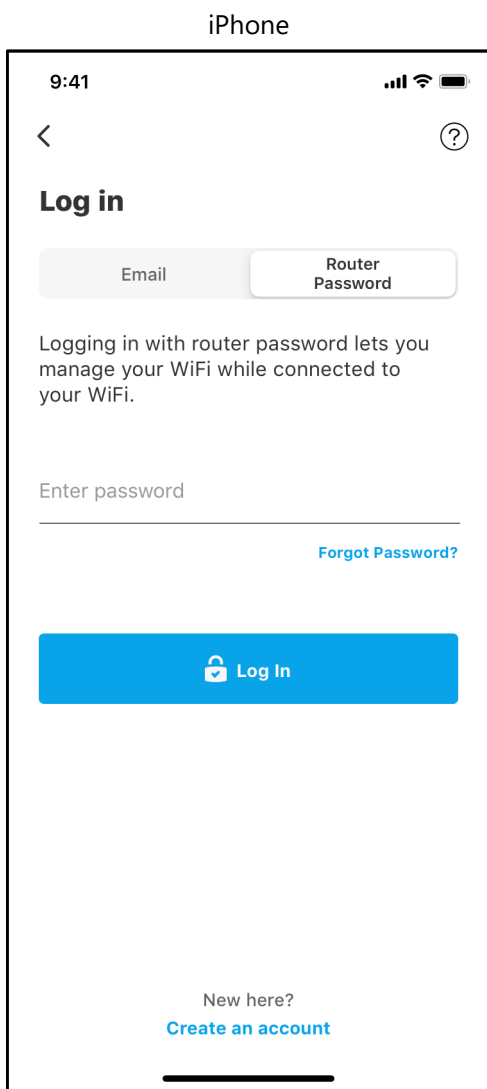 iPhone
9:41
Log in
Email
Router
Password
Logging in with router password lets you
manage your WiFi while connected to
your WiFi.
Enter password
Forgot Password?
Log In
New here?
Create an account